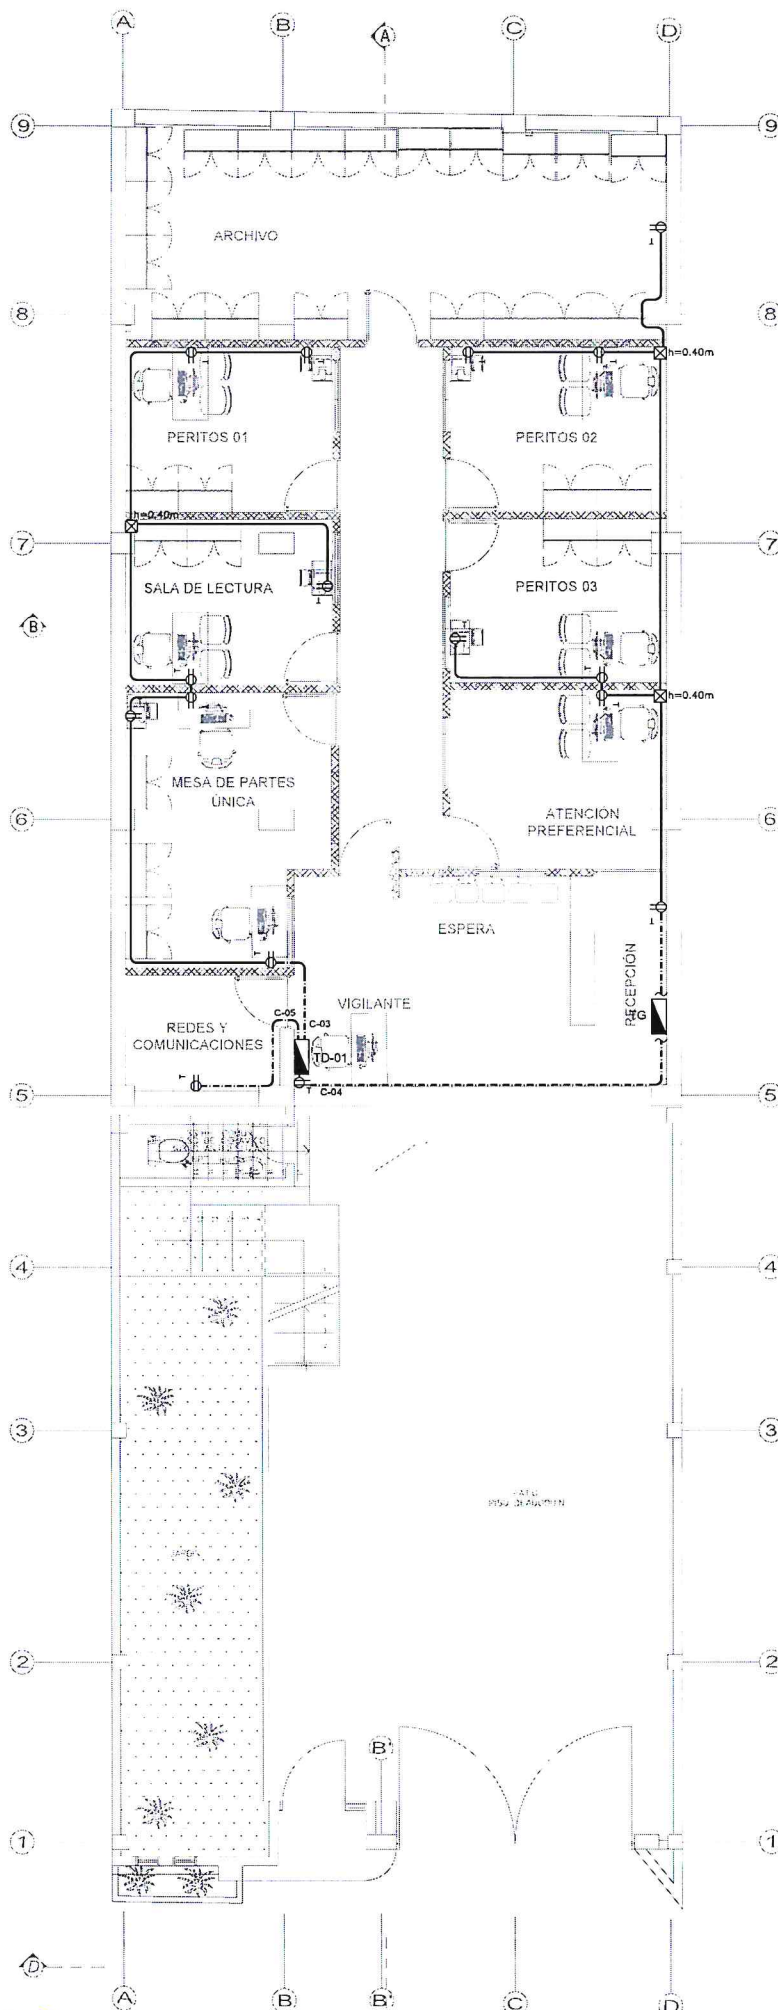 A
B
A
C
D
9
9
ARCHIVO
8
8
h=0.40m
PERITOS 01
PERITOS 02
h=0.40m
7
7
SALA DE LECTURA
PERITOS 03
B
h=0.40m
MESA DE PARTES
ÚNICA
6
6
ATENCIÓN
PREFERENCIAL
ESPERA
RECEPCIÓN
TG
VIGILANTE
C-05
C-03
REDES Y
COMUNICACIONES
TD-01
C-04
5
5
4
4
3
3
JARDIN
2
2
B'
1
1
D
A
B
B'
C
D